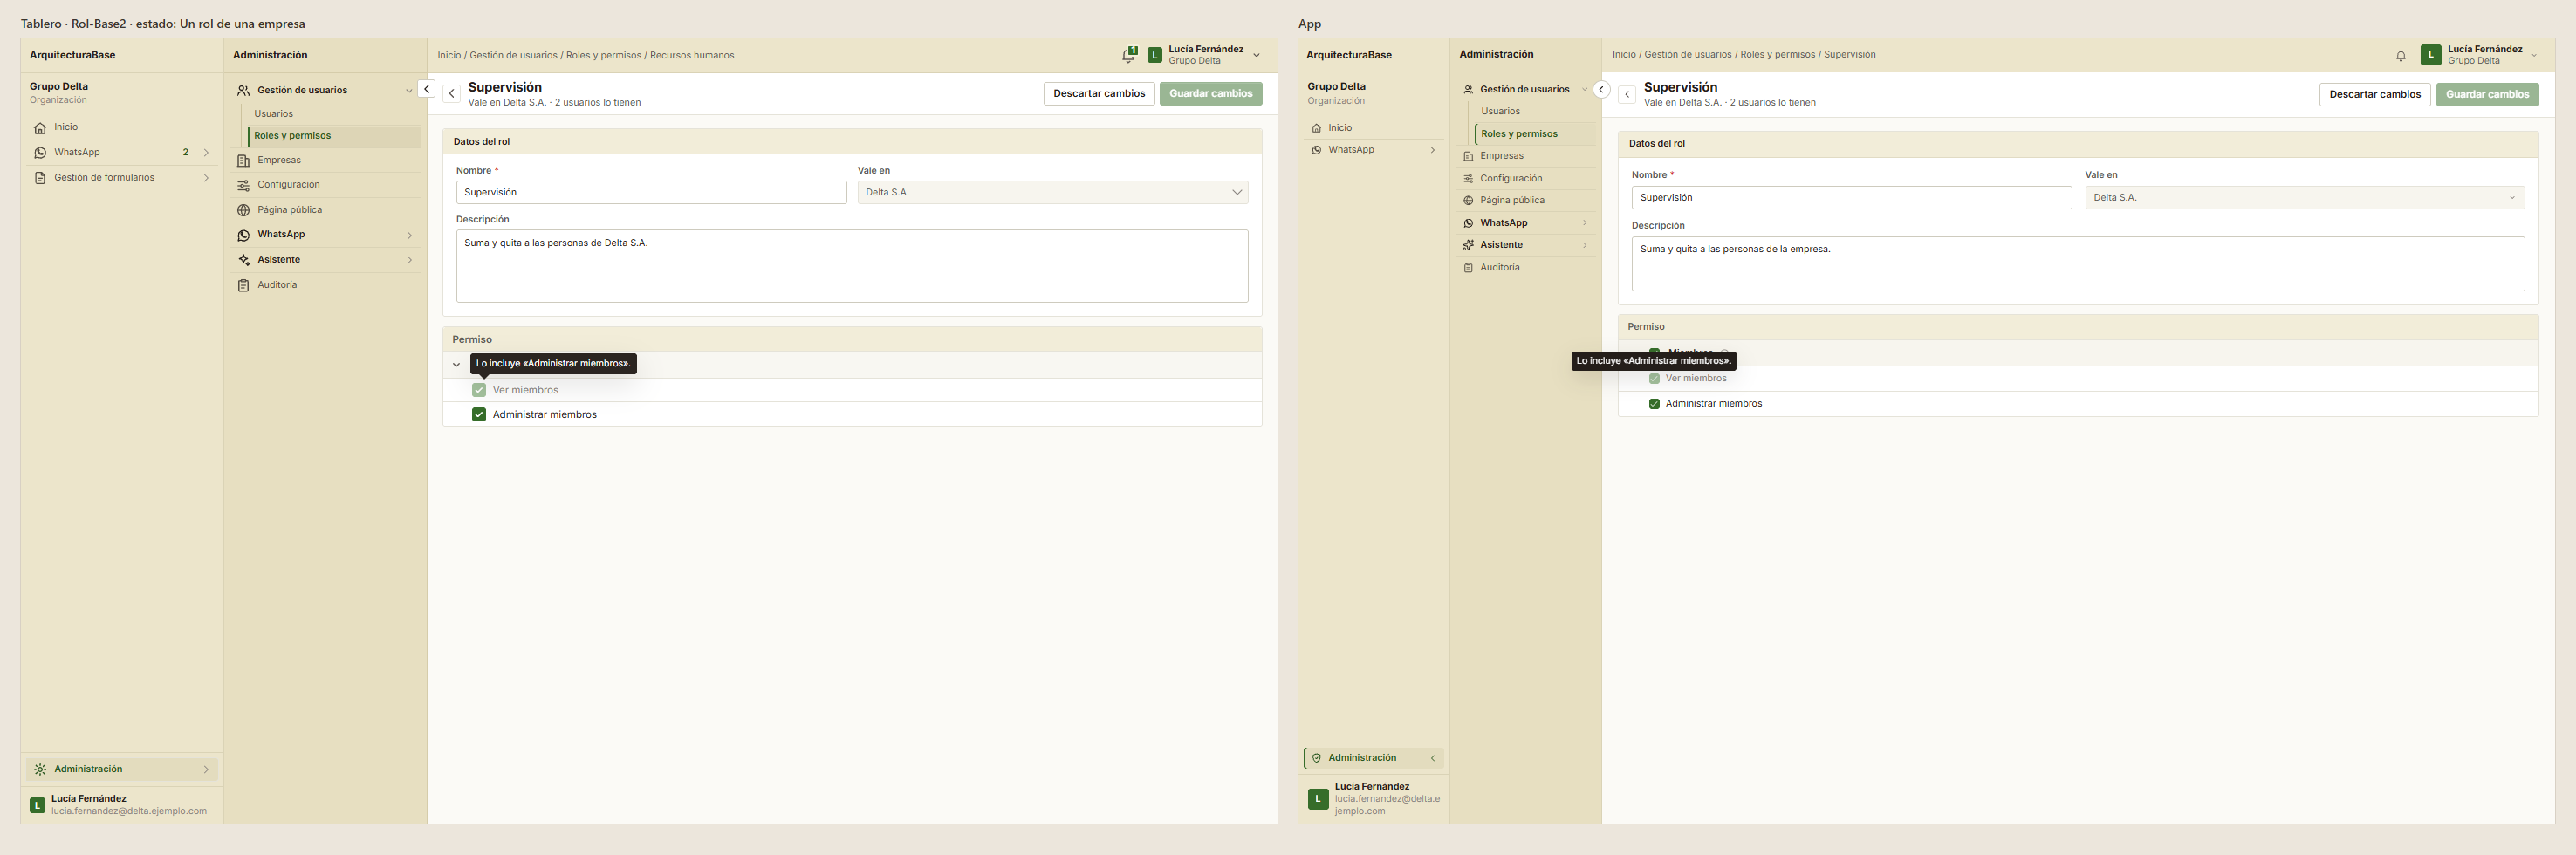 Tablero · Rol-Base2 · estado: Un rol de una empresa
ArquitecturaBase
Administración
Inicio / Gestión de usuarios / Roles y permisos / Recursos humanos
1
L
Lucía Fernández
Grupo Delta
Grupo Delta
Organización
Inicio
WhatsApp
2
Gestión de formularios
Gestión de usuarios
Usuarios
Roles y permisos
Empresas
Configuración
Página pública
WhatsApp
Asistente
Auditoría
Supervisión
Vale en Delta S.A. · 2 usuarios lo tienen
Descartar cambios
Guardar cambios
Datos del rol
Nombre *
Vale en
Supervisión
Delta S.A.
Descripción
Suma y quita a las personas de Delta S.A.
Permiso
Lo incluye «Administrar miembros».
Ver miembros
Administrar miembros
Administración
L
Lucía Fernández
lucia.fernandez@delta.ejemplo.com
App
ArquitecturaBase
Administración
Inicio / Gestión de usuarios / Roles y permisos / Supervisión
L
Lucía Fernández
Grupo Delta
Grupo Delta
Organización
Inicio
WhatsApp
Gestión de usuarios
Usuarios
Roles y permisos
Empresas
Configuración
Página pública
WhatsApp
Asistente
Auditoría
Supervisión
Vale en Delta S.A. · 2 usuarios lo tienen
Descartar cambios
Guardar cambios
Datos del rol
Nombre *
Vale en
Supervisión
Delta S.A.
Descripción
Suma y quita a las personas de la empresa.
Permiso
Lo incluye «Administrar miembros».
Ver miembros
Administrar miembros
Administración
L
Lucía Fernández
lucia.fernandez@delta.e
jemplo.com